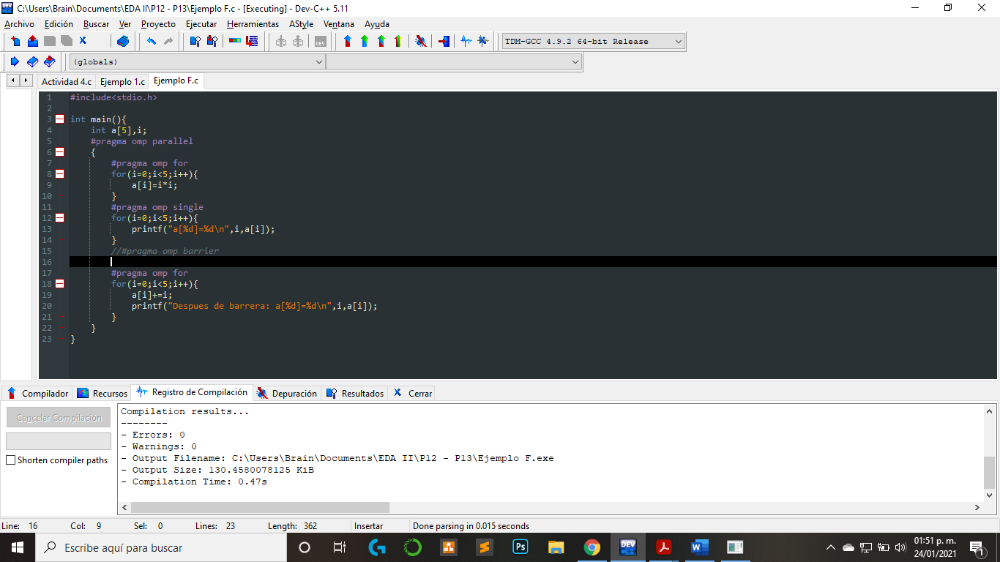 C:\Users\Brain\Documents\EDA II\P12 - P13\Ejemplo F.c - [Executing] - Dev-C++ 5.11
Archivo Edición Buscar Ver Proyecto Ejecutar Herramientas AStyle Ventana Ayuda
TDM-GCC 4.9.2 64-bit Release
(globals)
Actividad 4.c Ejemplo 1.c Ejemplo F.c
1 #include<stdio.h>
2
3 int main(){
4 int a[5],i;
5 #pragma omp parallel
6 {
7 #pragma omp for
8 for(i=0;i<5;i++){
9 a[i]=i*i;
10 }
11 #pragma omp single
12 for(i=0;i<5;i++){
13 printf("a[%d]=%d\n",i,a[i]);
14 }
15 //#pragma omp barrier
16
17 #pragma omp for
18 for(i=0;i<5;i++){
19 a[i]+=i;
20 printf("Despues de barrera: a[%d]=%d\n",i,a[i]);
21 }
22 }
23 }
Compilador Recursos Registro de Compilación Depuración Resultados Cerrar
Cancelar Compilación
Shorten compiler paths
Compilation results...
--------
- Errors: 0
- Warnings: 0
- Output Filename: C:\Users\Brain\Documents\EDA II\P12 - P13\Ejemplo F.exe
- Output Size: 130.4580078125 KiB
- Compilation Time: 0.47s
Line: 16 Col: 9 Sel: 0 Lines: 23 Length: 362 Insertar Done parsing in 0.015 seconds
Escribe aquí para buscar
Ps
DEV
W
01:51 p. m.
24/01/2021
1